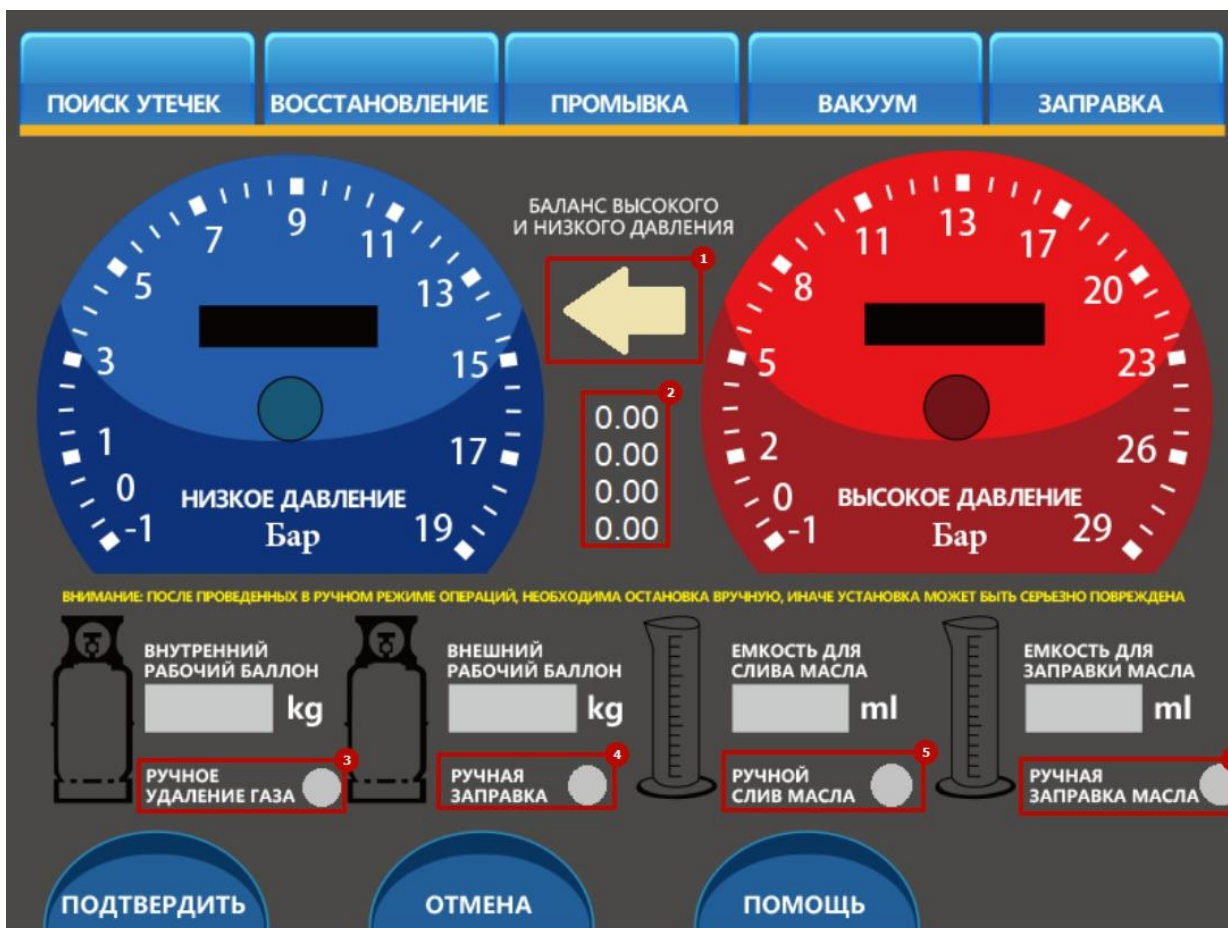 ПОИСК УТЕЧЕК
ВОССТАНОВЛЕНИЕ
ПРОМЫВКА
ВАКУУМ
ЗАПРАВКА
-1
0
1
3
5
7
9
11
13
15
17
19
НИЗКОЕ ДАВЛЕНИЕ
Бар
БАЛАНС ВЫСОКОГО
И НИЗКОГО ДАВЛЕНИЯ
1
2
0.00
0.00
0.00
0.00
-1
0
2
5
8
11
13
17
20
23
26
29
ВЫСОКОЕ ДАВЛЕНИЕ
Бар
ВНИМАНИЕ: ПОСЛЕ ПРОВЕДЕННЫХ В РУЧНОМ РЕЖИМЕ ОПЕРАЦИЙ, НЕОБХОДИМА ОСТАНОВКА ВРУЧНУЮ, ИНАЧЕ УСТАНОВКА МОЖЕТ БЫТЬ СЕРЬЕЗНО ПОВРЕЖДЕНА
ВНУТРЕННИЙ
РАБОЧИЙ БАЛЛОН
kg
3
РУЧНОЕ
УДАЛЕНИЕ ГАЗА
ВНЕШНИЙ
РАБОЧИЙ БАЛЛОН
kg
4
РУЧНАЯ
ЗАПРАВКА
ЕМКОСТЬ ДЛЯ
СЛИВА МАСЛА
ml
5
РУЧНОЙ
СЛИВ МАСЛА
ЕМКОСТЬ ДЛЯ
ЗАПРАВКИ МАСЛА
ml
РУЧНАЯ
ЗАПРАВКА МАСЛА
ПОДТВЕРДИТЬ
ОТМЕНА
ПОМОЩЬ